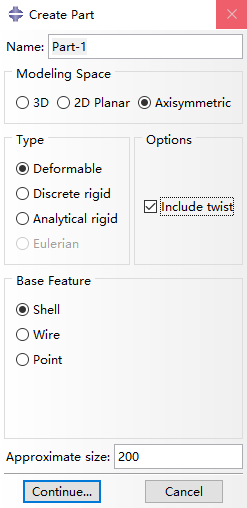 Create Part
Name: Part-1
Modeling Space
3D 2D Planar Axisymmetric
Type
Deformable
Discrete rigid
Analytical rigid
Eulerian
Options
Include twist
Base Feature
Shell
Wire
Point
Approximate size: 200
Continue... Cancel